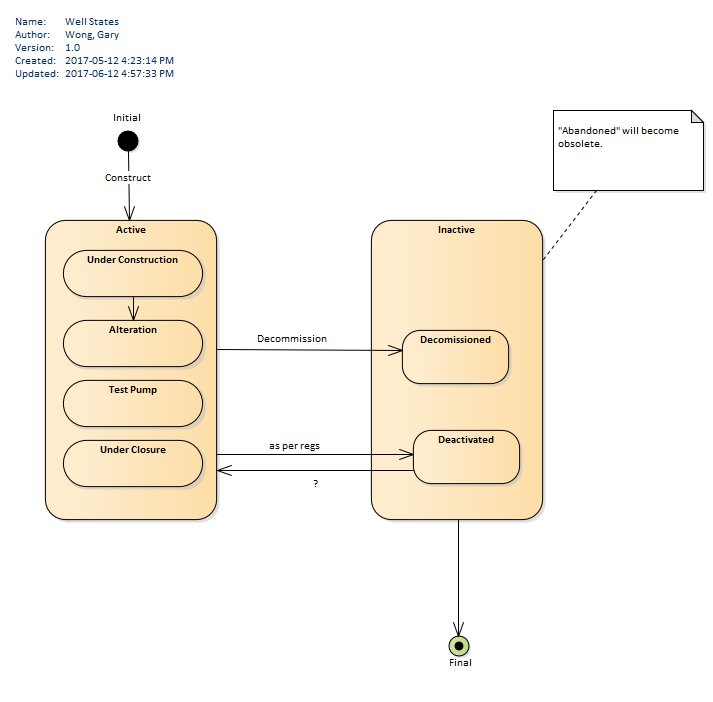 Name: Well States
Author: Wong, Gary
Version: 1.0
Created: 2017-05-12 4:23:14 PM
Updated: 2017-06-12 4:57:33 PM
Initial
"Abandoned" will become
obsolete.
Construct
Active
Inactive
Under Construction
Alteration
Decommission
Decomissioned
Test Pump
Under Closure
as per regs
Deactivated
?
Final